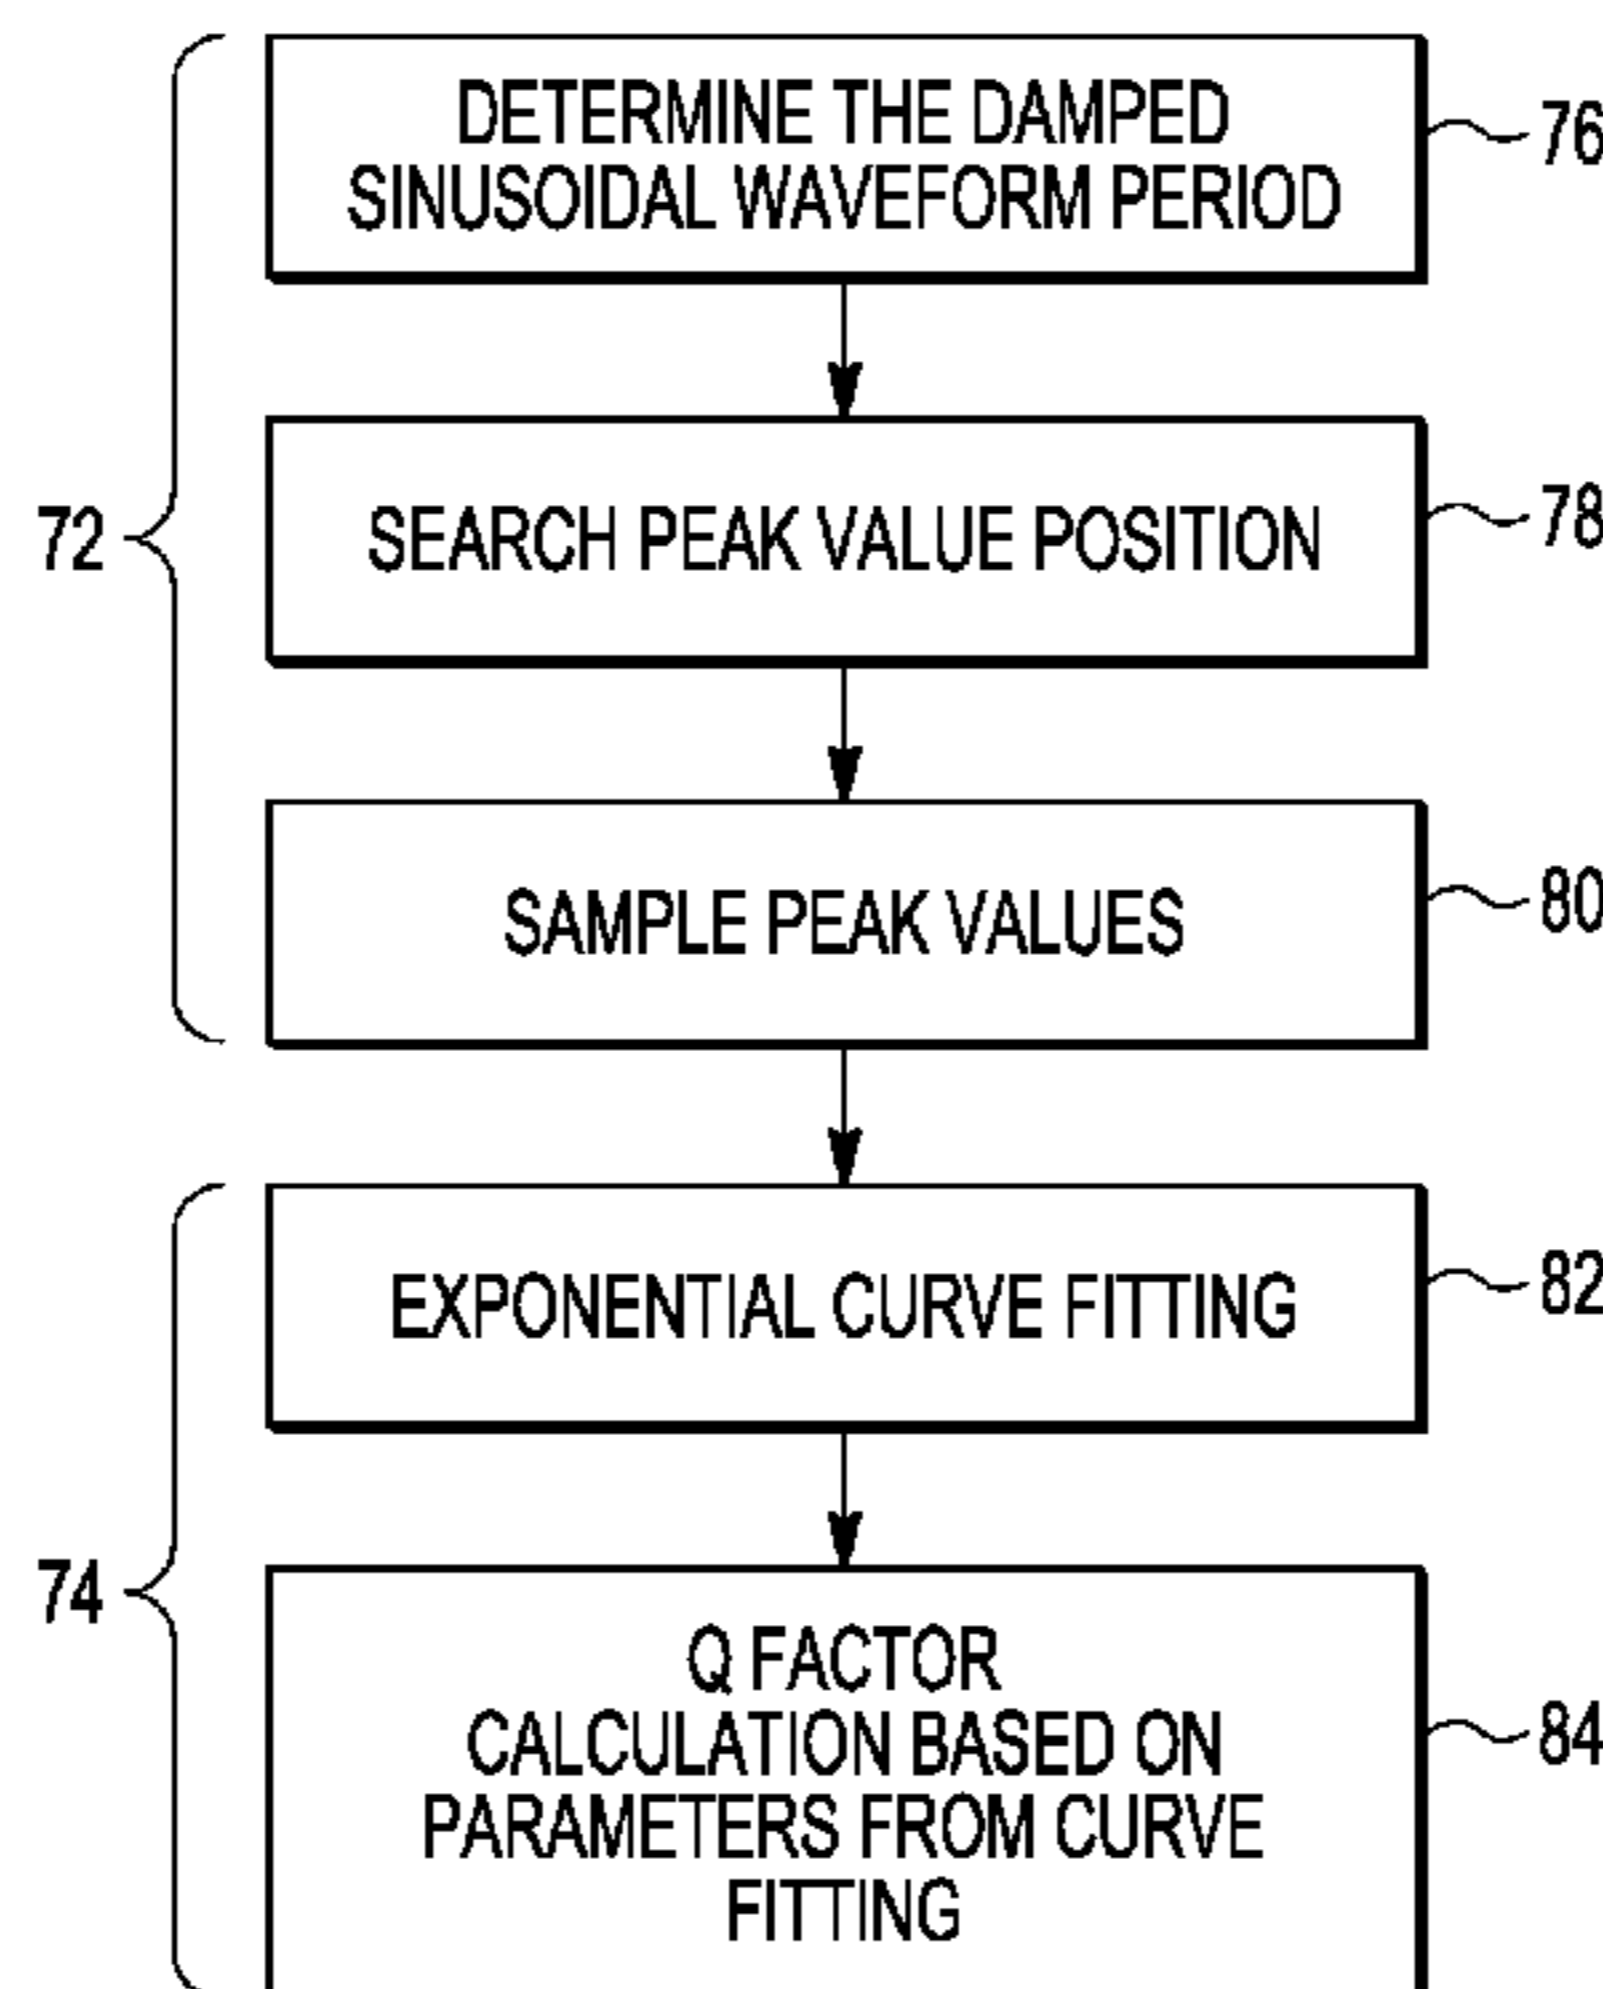 DETERMINE THE DAMPED
SINUSOIDAL WAVEFORM PERIOD
76
SEARCH PEAK VALUE POSITION
78
72
SAMPLE PEAK VALUES
80
EXPONENTIAL CURVE FITTING
82
74
Q FACTOR
CALCULATION BASED ON
PARAMETERS FROM CURVE
FITTING
84